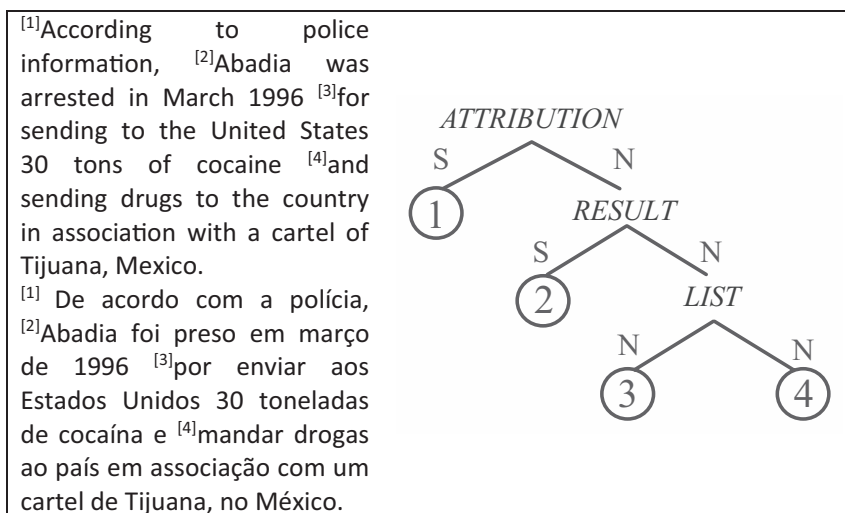 [1]According to police
information, [2]Abadia was
arrested in March 1996 [3]for
sending to the United States
30 tons of cocaine [4]and
sending drugs to the country
in association with a cartel of
Tijuana, Mexico.
[1] De acordo com a polícia,
[2]Abadia foi preso em março
de 1996 [3]por enviar aos
Estados Unidos 30 toneladas
de cocaína e [4]mandar drogas
ao país em associação com um
cartel de Tijuana, no México.
ATTRIBUTION
S N
1 RESULT
S N
2 LIST
N N
3 4